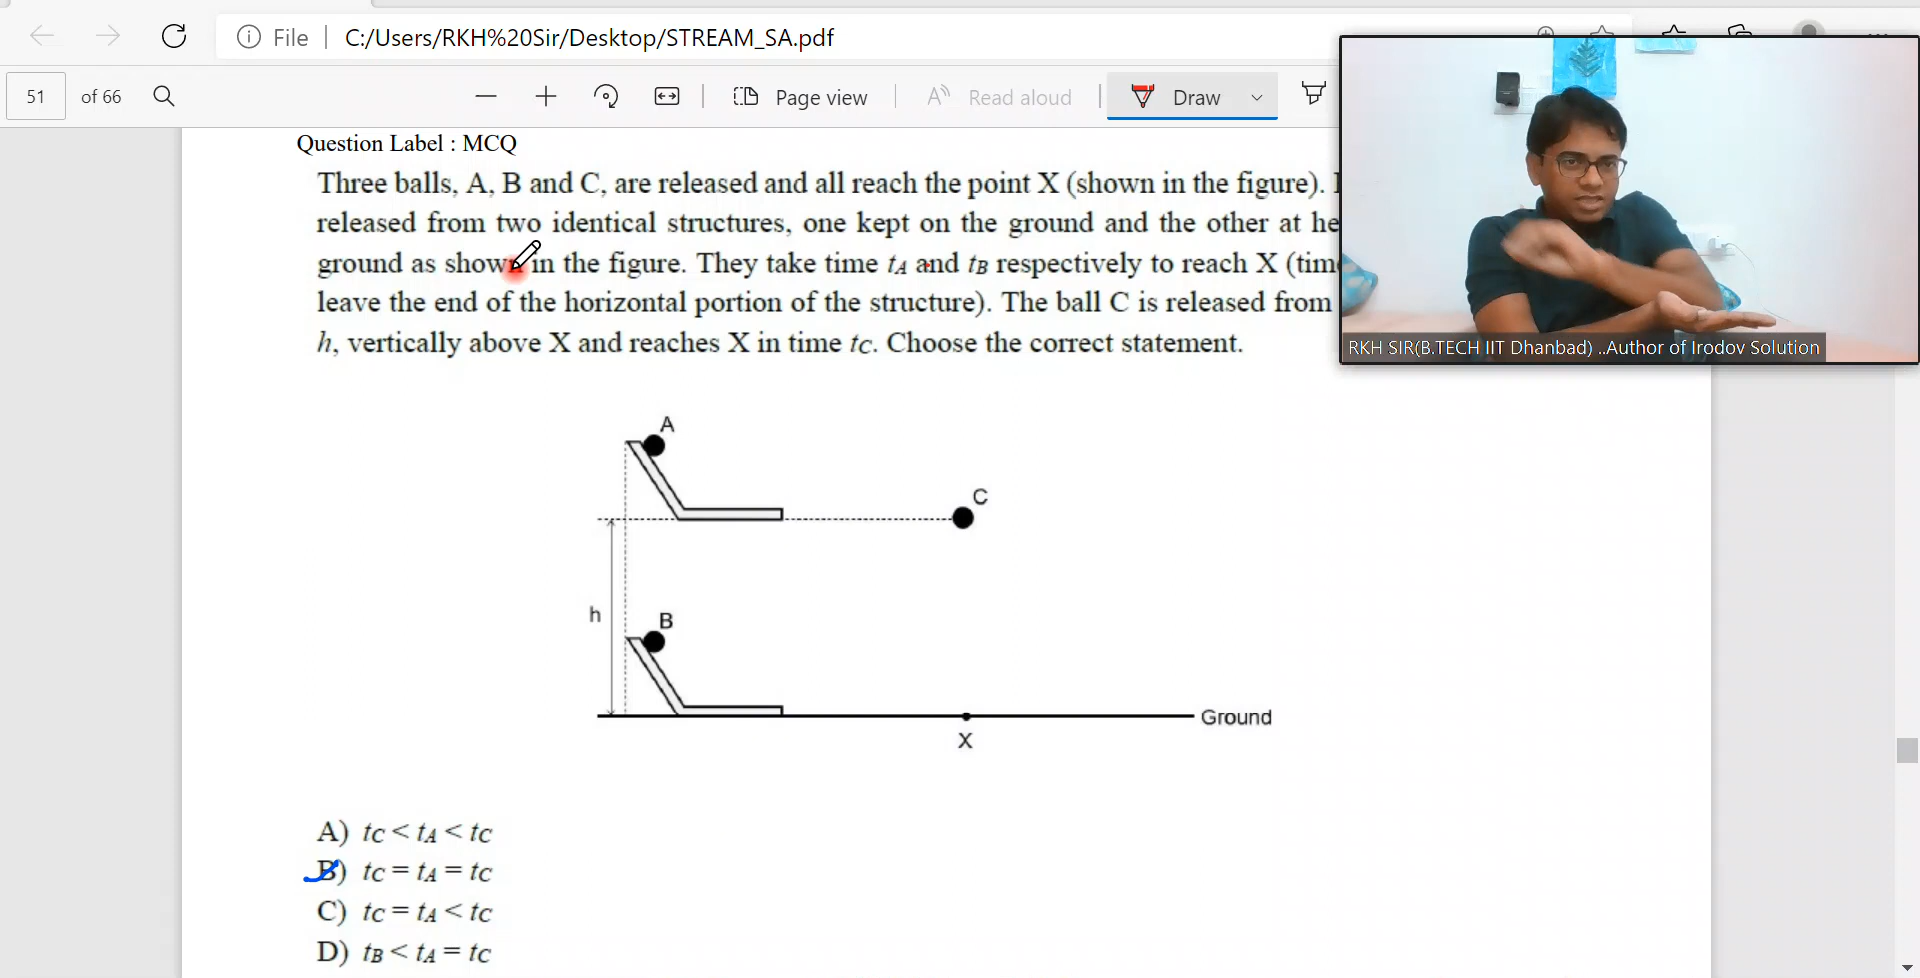 File | C:/Users/RKH%20Sir/Desktop/STREAM_SA.pdf
51 of 66
Page view
Read aloud
Draw
Question Label : MCQ
Three balls, A, B and C, are released and all reach the point X (shown in the figure).
released from two identical structures, one kept on the ground and the other at he
ground as shown in the figure. They take time tA and tB respectively to reach X (tim
leave the end of the horizontal portion of the structure). The ball C is released from
h, vertically above X and reaches X in time tC. Choose the correct statement.
RKH SIR(B.TECH IIT Dhanbad) ..Author of Irodov Solution
A
C
h
B
Ground
X
A) tC < tA < tC
B) tC = tA = tC
C) tC = tA < tC
D) tB < tA = tC